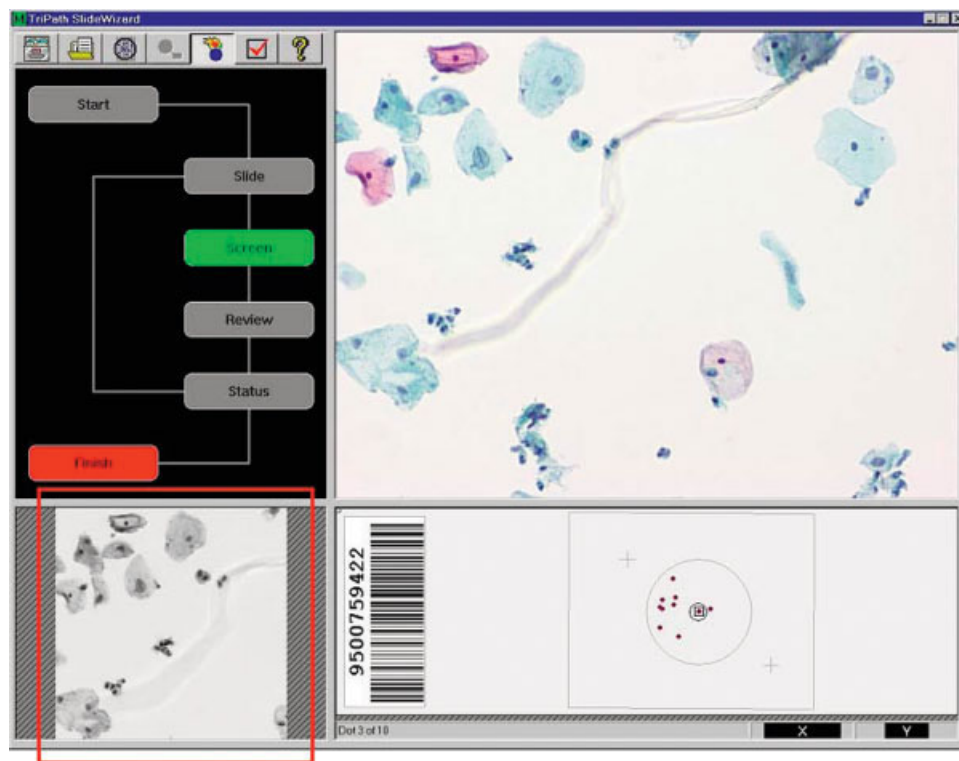 TriPath SlideWizard
Start
Slide
Screen
Review
Status
Finish
9500759422
Dot 3 of 10
X
Y